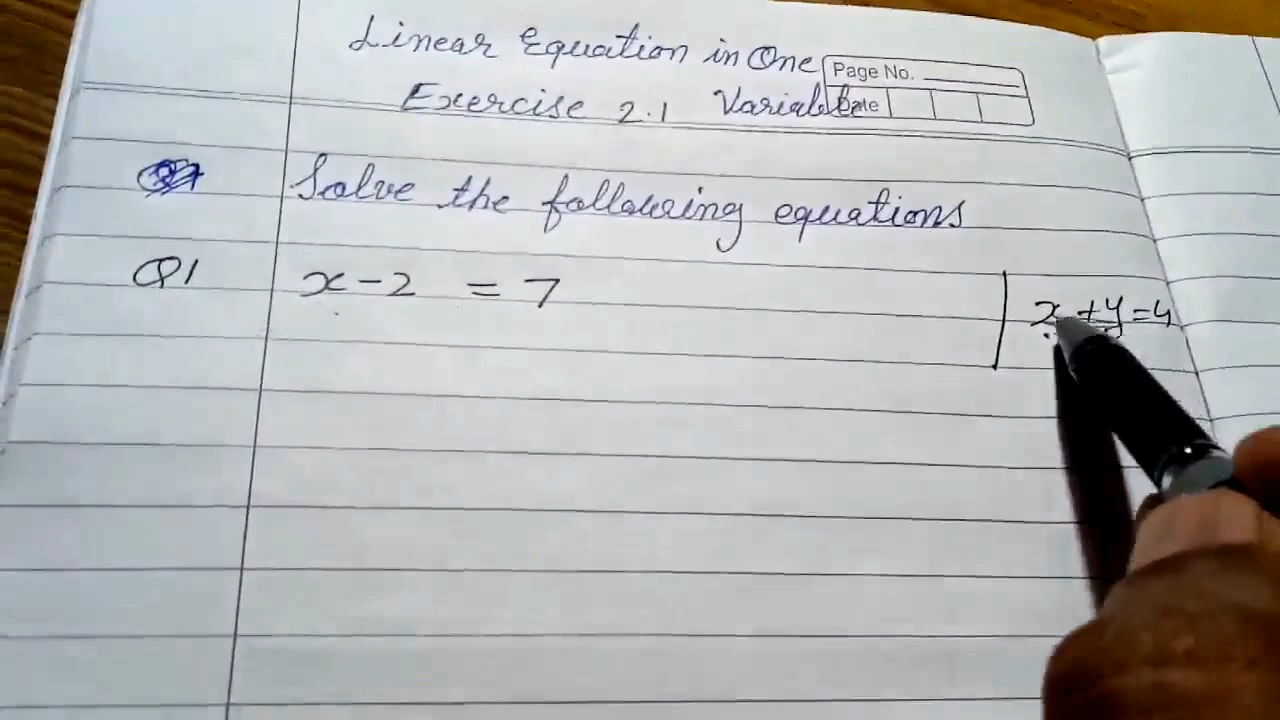 Linear Equation in One
Page No.
Exercise 2.1 Variable
Date
Solve the following equations
Q1 x - 2 = 7
x + y = 4